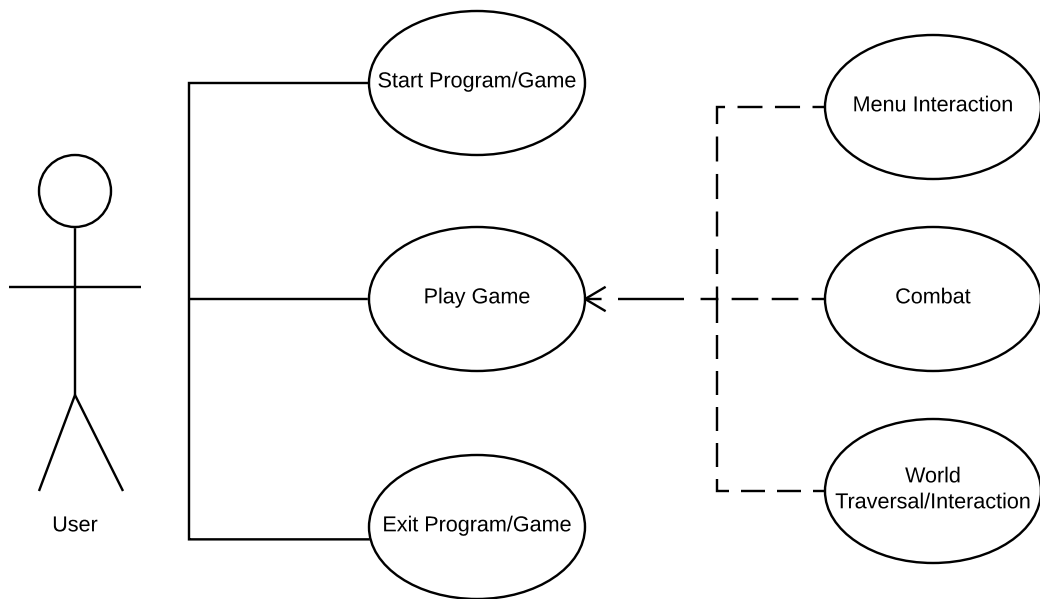 Start Program/Game
Menu Interaction
Play Game
Combat
World
Traversal/Interaction
Exit Program/Game
User